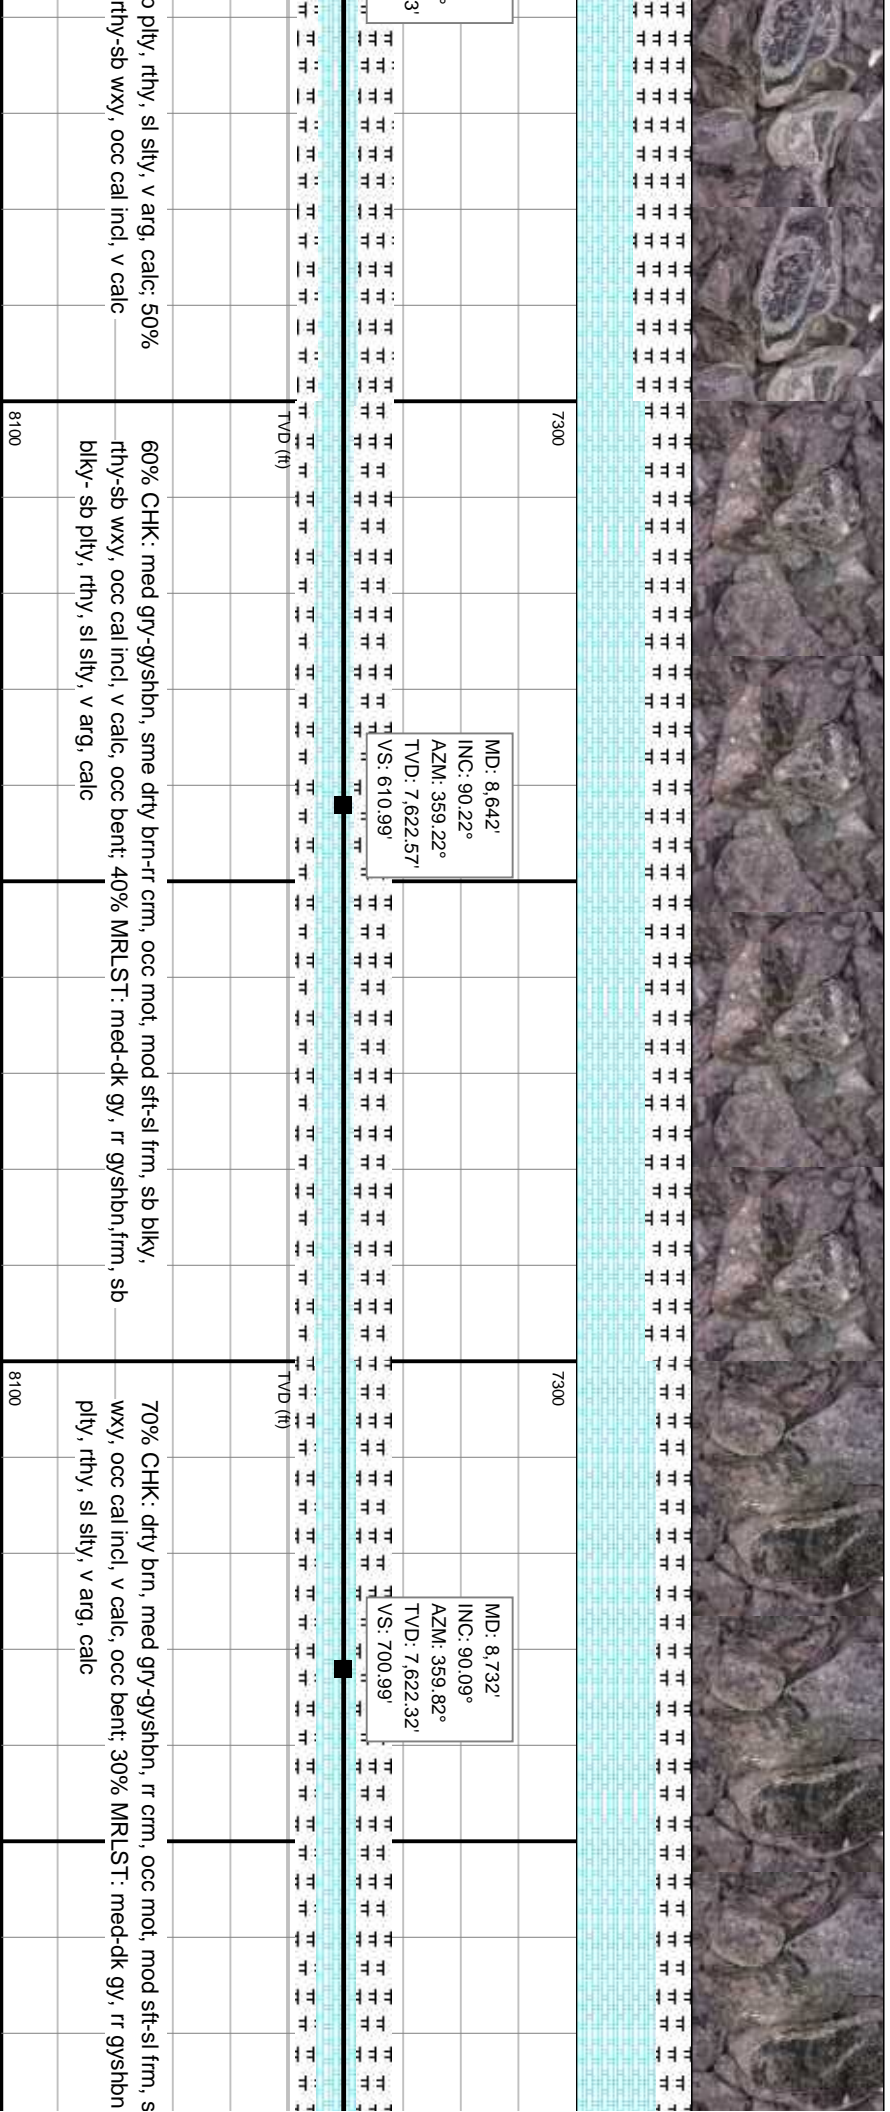 3'
°
b plty, rthy, sl slty, v arg, calc; 50%
rthy-sb wxy, occ cal incl, v calc
7300
TVD (ft)
8100
60% CHK: med gry-gyshbn, sme drty brn-rr crm, occ mot, mod sft-sl frm, sb blky,
rthy-sb wxy, occ cal incl, v calc, occ bent; 40% MRLST: med-dk gy, rr gyshbn,frm, sb
blky- sb plty, rthy, sl slty, v arg, calc
MD: 8,642'
INC: 90.22°
AZM: 359.22°
TVD: 7,622.57'
VS: 610.99'
7300
TVD (ft)
8100
70% CHK: drty brn, med gry-gyshbn, rr crm, occ mot, mod sft-sl frm, s
wxy, occ cal incl, v calc, occ bent; 30% MRLST: med-dk gy, rr gyshbn
plty, rthy, sl slty, v arg, calc
MD: 8,732'
INC: 90.09°
AZM: 359.82°
TVD: 7,622.32'
VS: 700.99'